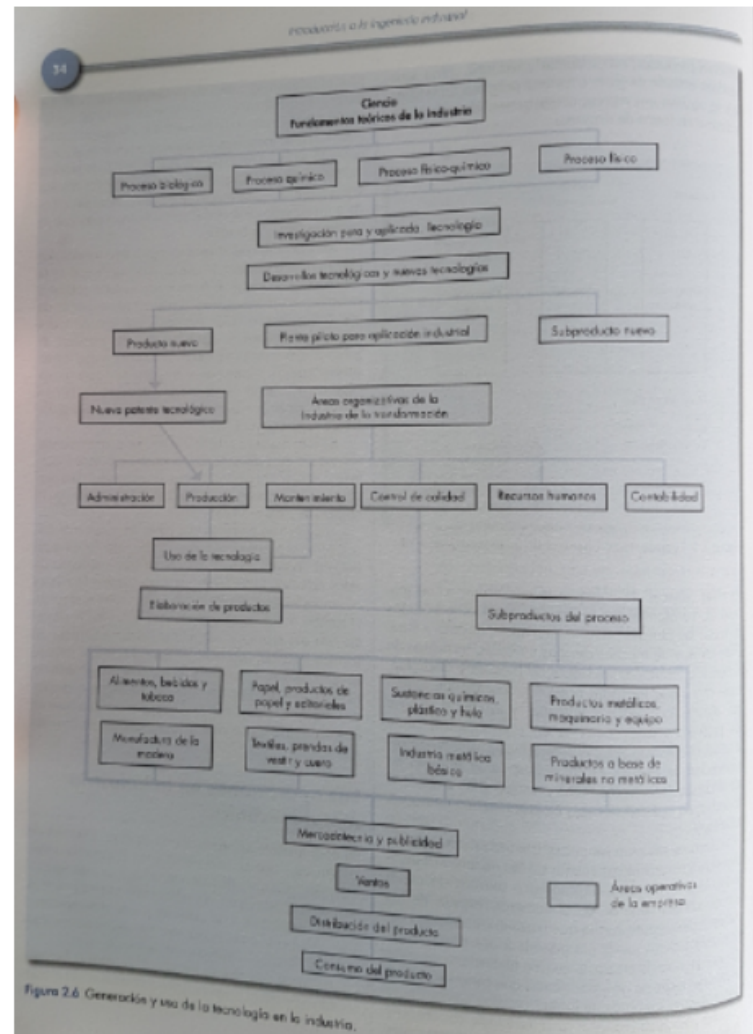 Introducción a la ingeniería industrial
34
Ciencia
Fundamentos teóricos de la industria
Proceso biológico
Proceso químico
Proceso físico-químico
Proceso físico
Investigación pura y aplicada. Tecnología
Desarrollos tecnológicos y nuevas tecnologías
Producto nuevo
Planta piloto para aplicación industrial
Subproducto nuevo
Nueva patente tecnológica
Áreas organizativas de la
industria de la transformación
Administración
Producción
Mantenimiento
Control de calidad
Recursos humanos
Contabilidad
Uso de la tecnología
Elaboración de productos
Subproductos del proceso
Alimentos, bebidas y
tabaco
Papel, productos de
papel y editoriales
Sustancias químicas,
plástico y hule
Productos metálicos,
maquinaria y equipo
Manufactura de la
madera
Textiles, prendas de
vestir y cuero
Industria metálica
básica
Productos a base de
minerales no metálicos
Mercadotecnia y publicidad
Ventas
Áreas operativas
de la empresa
Distribución del producto
Consumo del producto
Figura 2.6 Generación y uso de la tecnología en la industria.